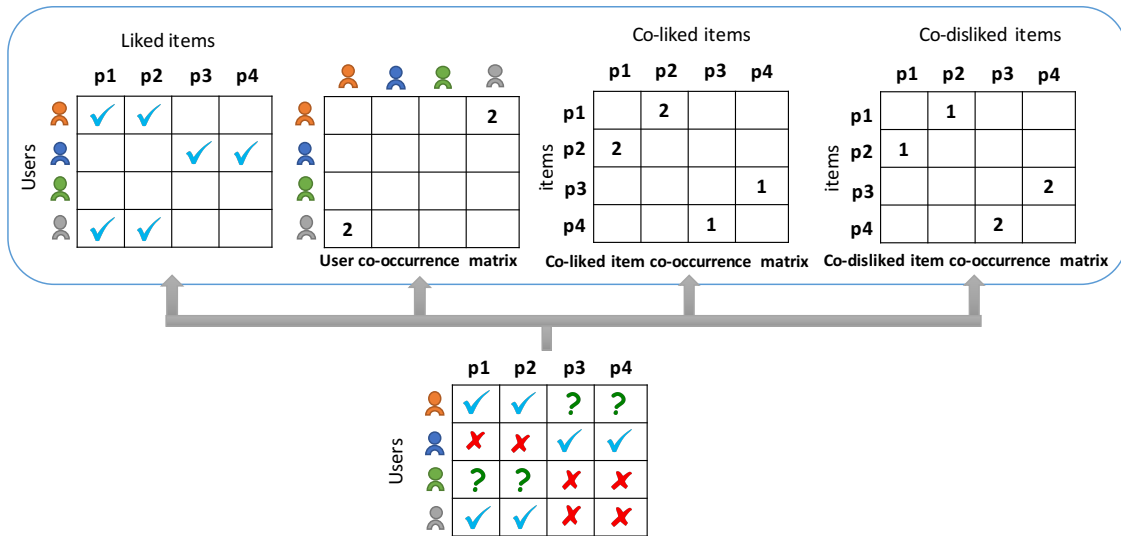 Liked items
Co-liked items
Co-disliked items
p1 p2 p3 p4
p1 p2 p3 p4
p1 p2 p3 p4
Users
2
2
items
p1 2
p2 2
p3 1
p4 1
p1 1
p2 1
p3 2
p4 2
User co-occurrence matrix
Co-liked item co-occurrence matrix
Co-disliked item co-occurrence matrix
items
p1 p2 p3 p4
Users
? ?
? ?